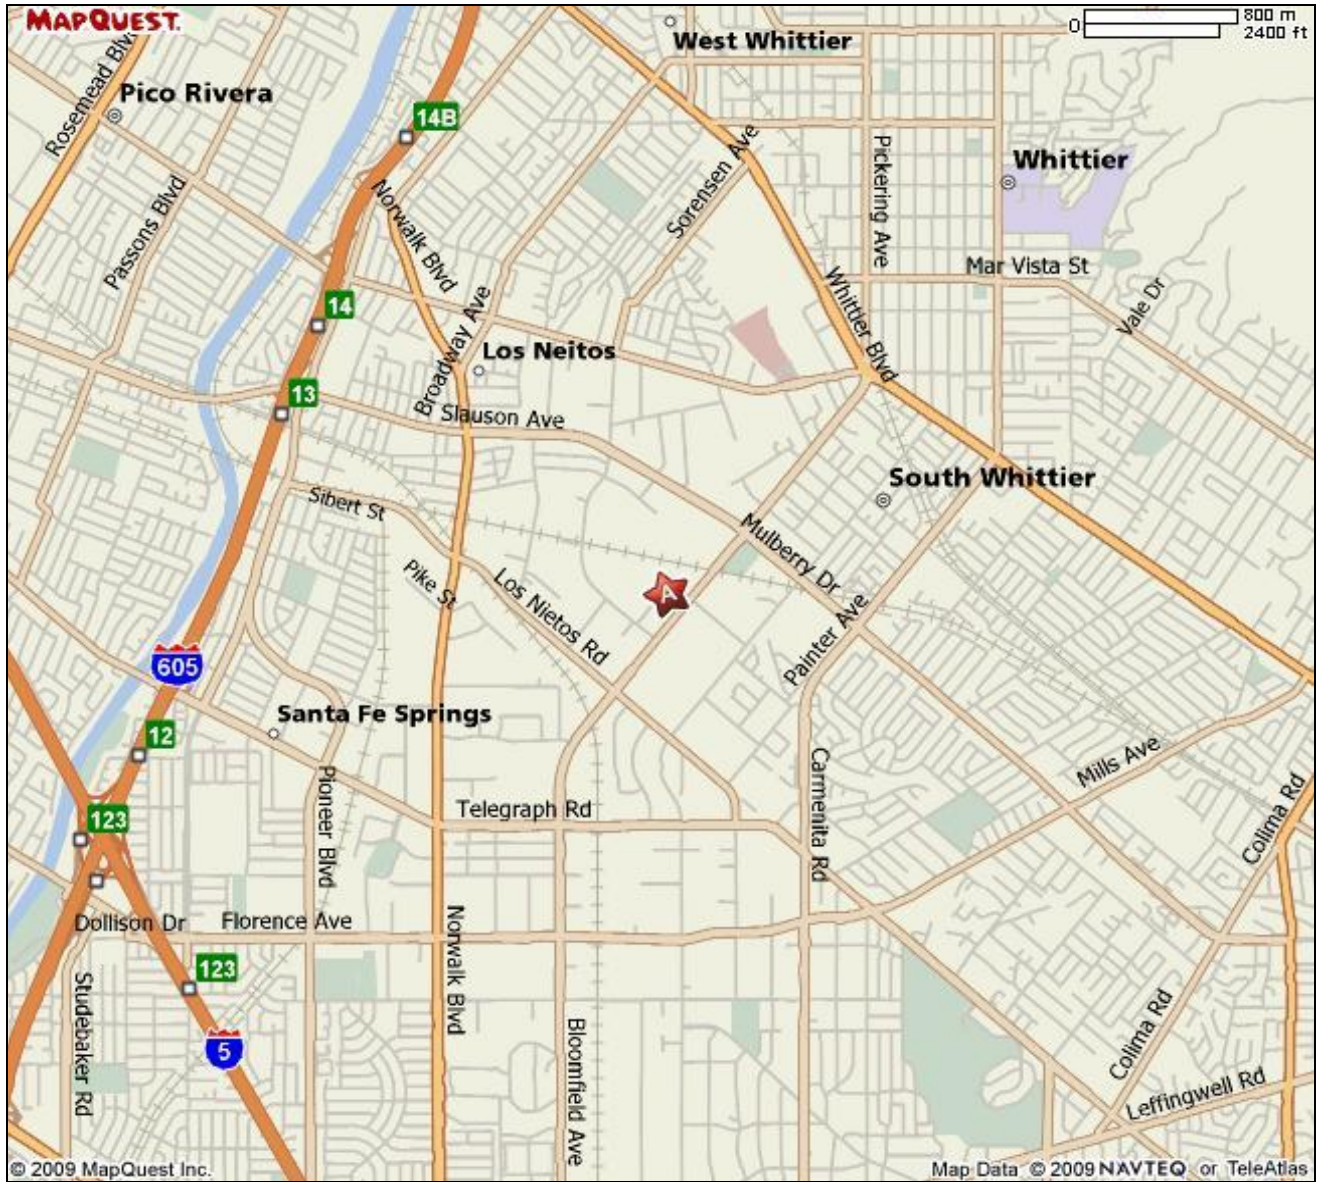 MAPQUEST.
0
800 m
2400 ft
West Whittier
Rosemead Blvd
Pico Rivera
14B
Pickering Ave
Whittier
Sorensen Ave
Passons Blvd
Norwalk Blvd
Mar Vista St
Vale Dr
14
Broadway Ave
Whittier Blvd
Los Neitos
13
Slauson Ave
South Whittier
Sibert St
Mulberry Dr
Pike St
Los Nietos Rd
A
Painter Ave
605
Santa Fe Springs
12
Pioneer Blvd
Carmenita Rd
Mills Ave
Telegraph Rd
Colima Rd
123
Dollison Dr
Florence Ave
Norwalk Blvd
123
Studebaker Rd
5
Bloomfield Ave
Colima Rd
Leffingwell Rd
© 2009 MapQuest Inc.
Map Data © 2009 NAVTEQ or TeleAtlas